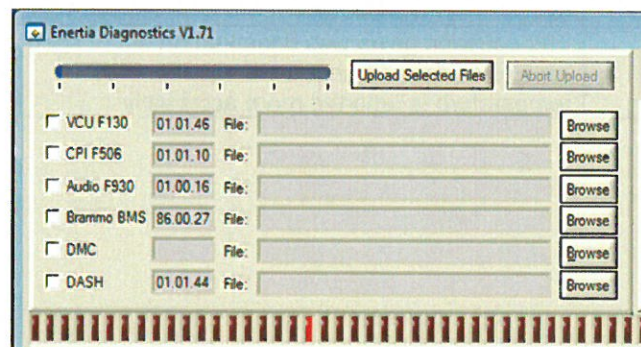 Enertia Diagnostics V1.71
Upload Selected Files Abort Upload
VCU F130 01.01.46 File: Browse
CPI F506 01.01.10 File: Browse
Audio F930 01.00.16 File: Browse
Brammo BMS 86.00.27 File: Browse
DMC File: Browse
DASH 01.01.44 File: Browse